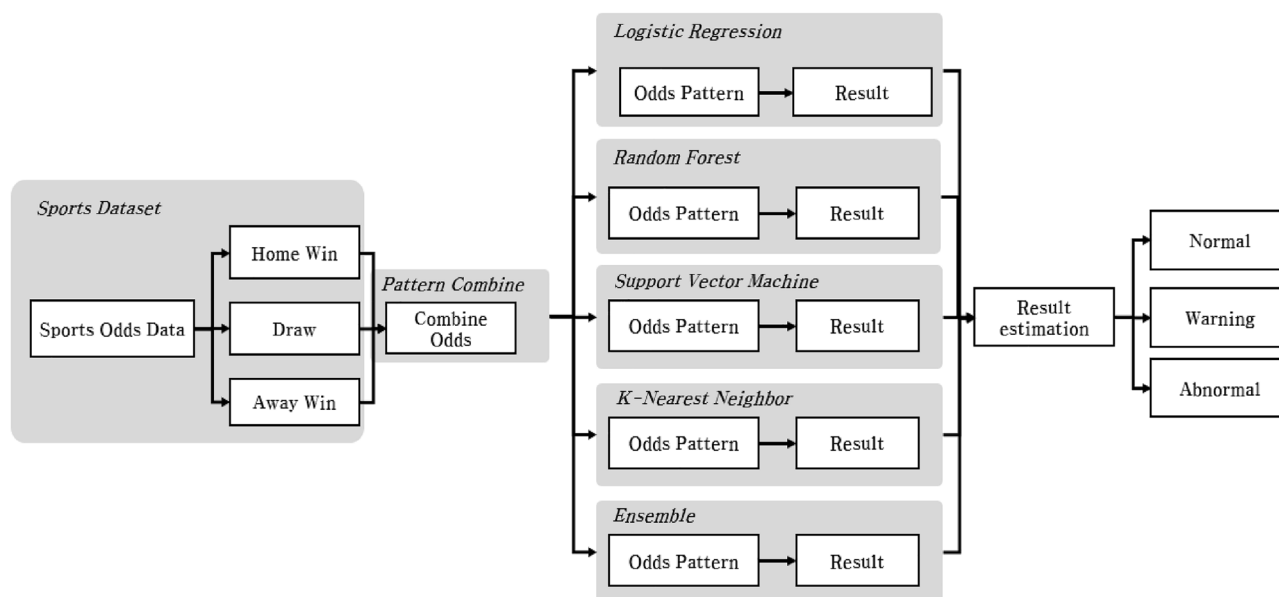 Sports Dataset
Sports Odds Data
Home Win
Draw
Away Win
Pattern Combine
Combine
Odds
Logistic Regression
Odds Pattern
Result
Random Forest
Odds Pattern
Result
Support Vector Machine
Odds Pattern
Result
K-Nearest Neighbor
Odds Pattern
Result
Ensemble
Odds Pattern
Result
Result
estimation
Normal
Warning
Abnormal